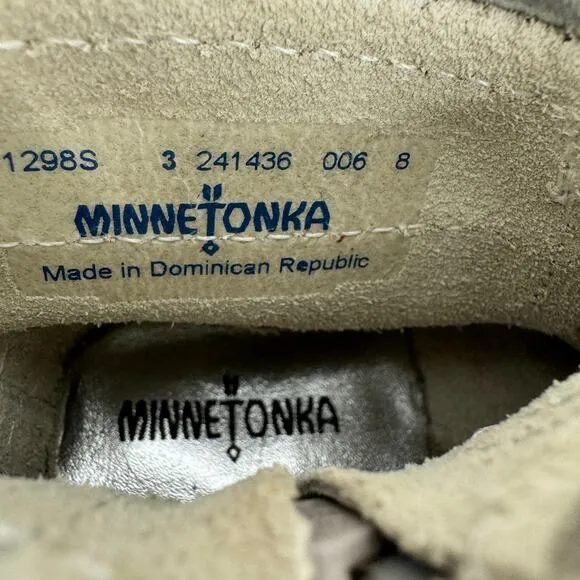 1298S 3 241436 006 8
MINNETONKA
Made in Dominican Republic
MINNETONKA